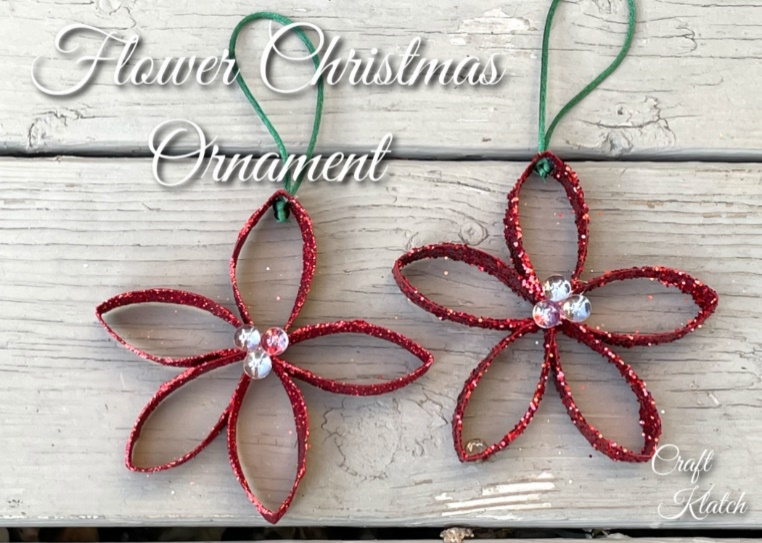 Flower Christmas
Ornament
Craft
Klatch